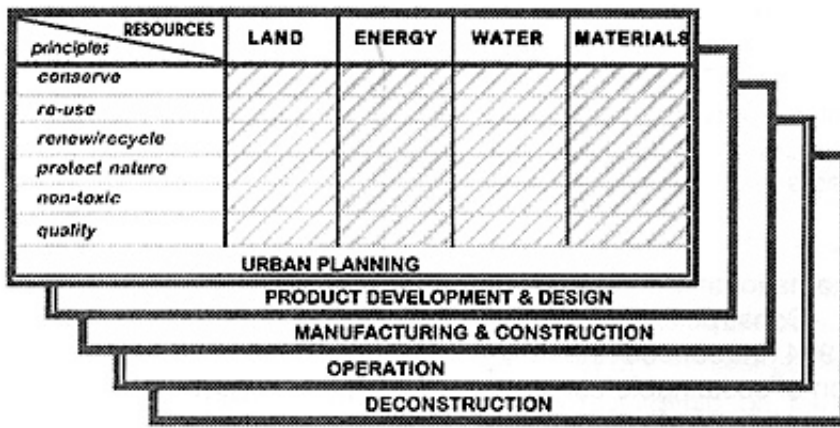 RESOURCES
principles
LAND ENERGY WATER MATERIALS
conserve
re-use
renew/recycle
protect nature
non-toxic
quality
URBAN PLANNING
PRODUCT DEVELOPMENT & DESIGN
MANUFACTURING & CONSTRUCTION
OPERATION
DECONSTRUCTION